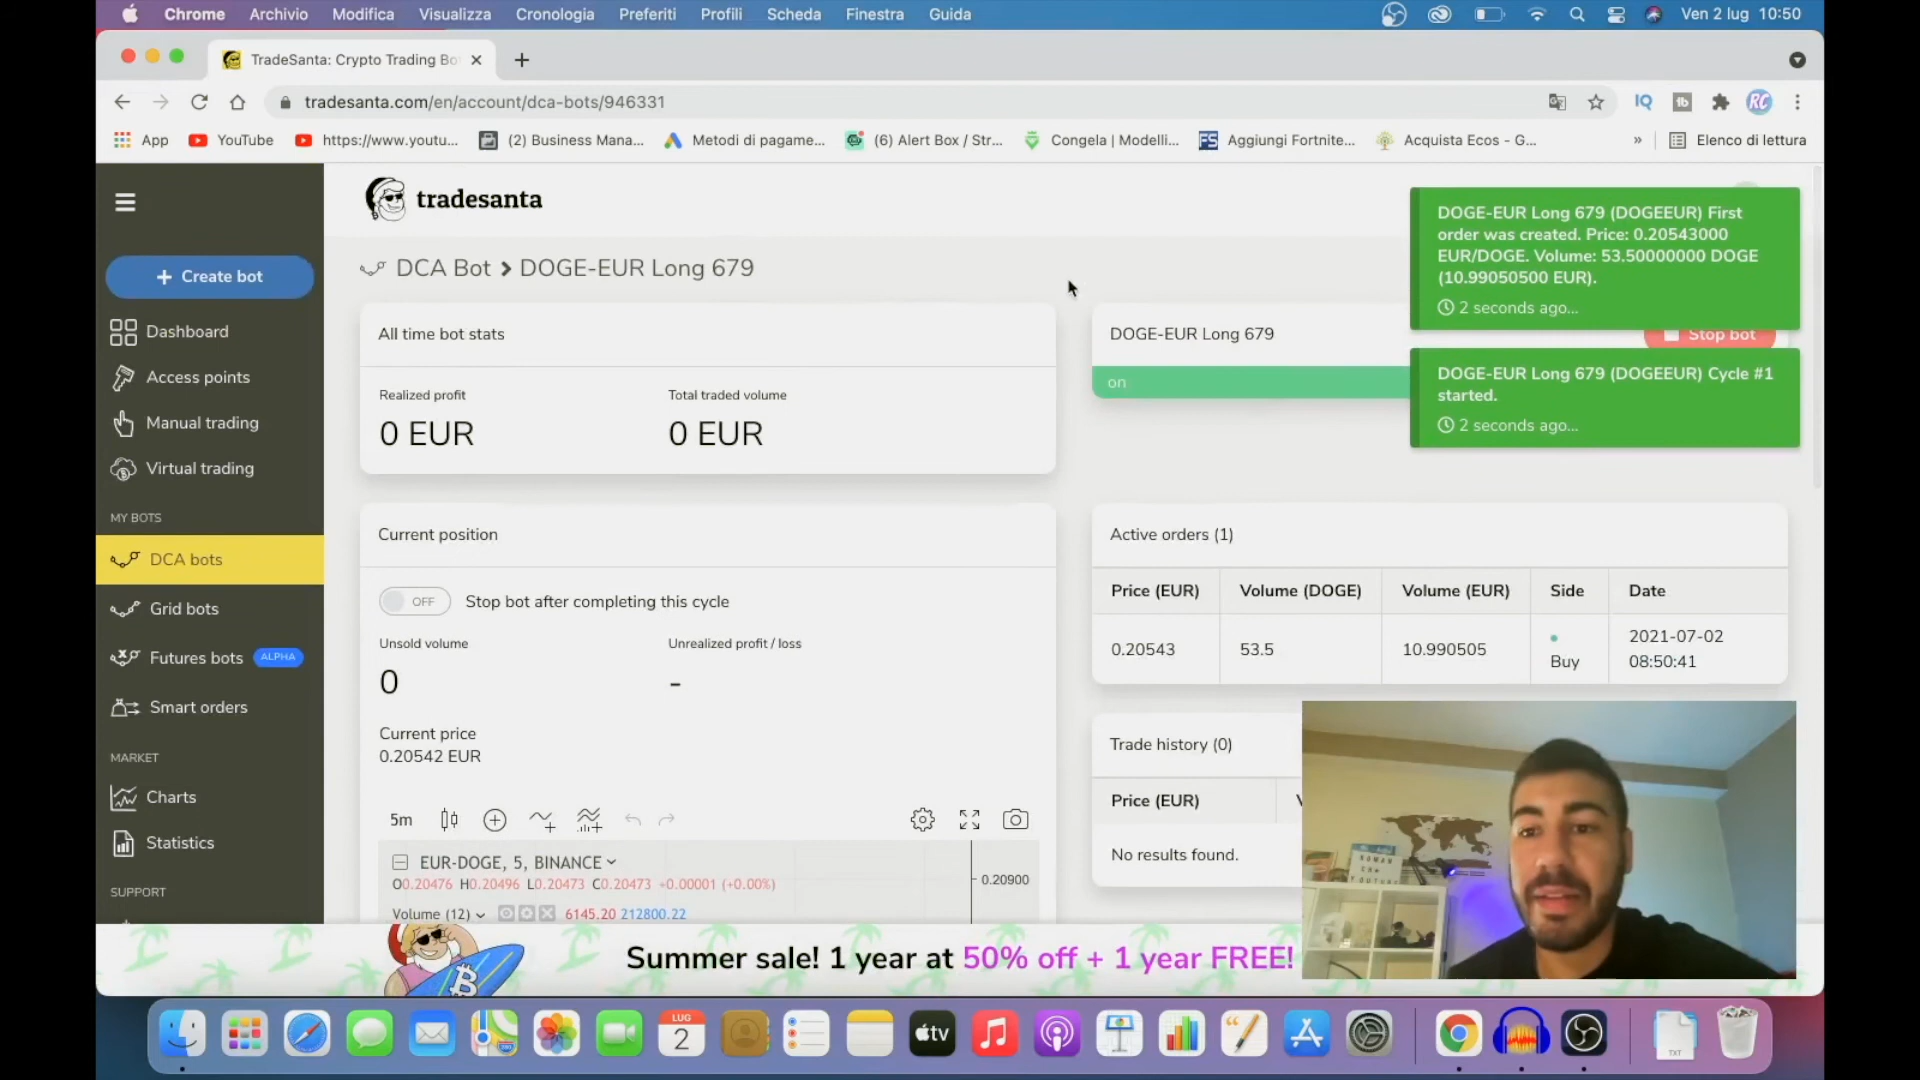 Chrome Archivio Modifica Visualizza Cronologia Preferiti Profili Scheda Finestra Guida Ven 2 lug 10:50
TradeSanta: Crypto Trading Bo
tradesanta.com/en/account/dca-bots/946331
App YouTube https://www.youtu... (2) Business Mana... Metodi di pagame... (6) Alert Box / Str... Congela | Modelli... Aggiungi Fortnite... Acquista Ecos - G... » Elenco di lettura
tradesanta
+ Create bot
Dashboard
Access points
Manual trading
Virtual trading
MY BOTS
DCA bots
Grid bots
Futures bots ALPHA
Smart orders
MARKET
Charts
Statistics
SUPPORT
DCA Bot > DOGE-EUR Long 679
All time bot stats
Realized profit Total traded volume
0 EUR 0 EUR
DOGE-EUR Long 679
Stop bot
on
DOGE-EUR Long 679 (DOGEEUR) First
order was created. Price: 0.20543000
EUR/DOGE. Volume: 53.50000000 DOGE
(10.99050500 EUR).
2 seconds ago...
DOGE-EUR Long 679 (DOGEEUR) Cycle #1
started.
2 seconds ago...
Current position
OFF Stop bot after completing this cycle
Unsold volume Unrealized profit / loss
0 -
Current price
0.20542 EUR
5m
EUR-DOGE, 5, BINANCE
O0.20476 H0.20496 L0.20473 C0.20473 +0.00001 (+0.00%)
0.20900
Volume (12) 6145.20 212800.22
Active orders (1)
Price (EUR) Volume (DOGE) Volume (EUR) Side Date
0.20543 53.5 10.990505 Buy 2021-07-02
08:50:41
Trade history (0)
Price (EUR)
No results found.
Summer sale! 1 year at 50% off + 1 year FREE!
LUG
2
tv
TXT